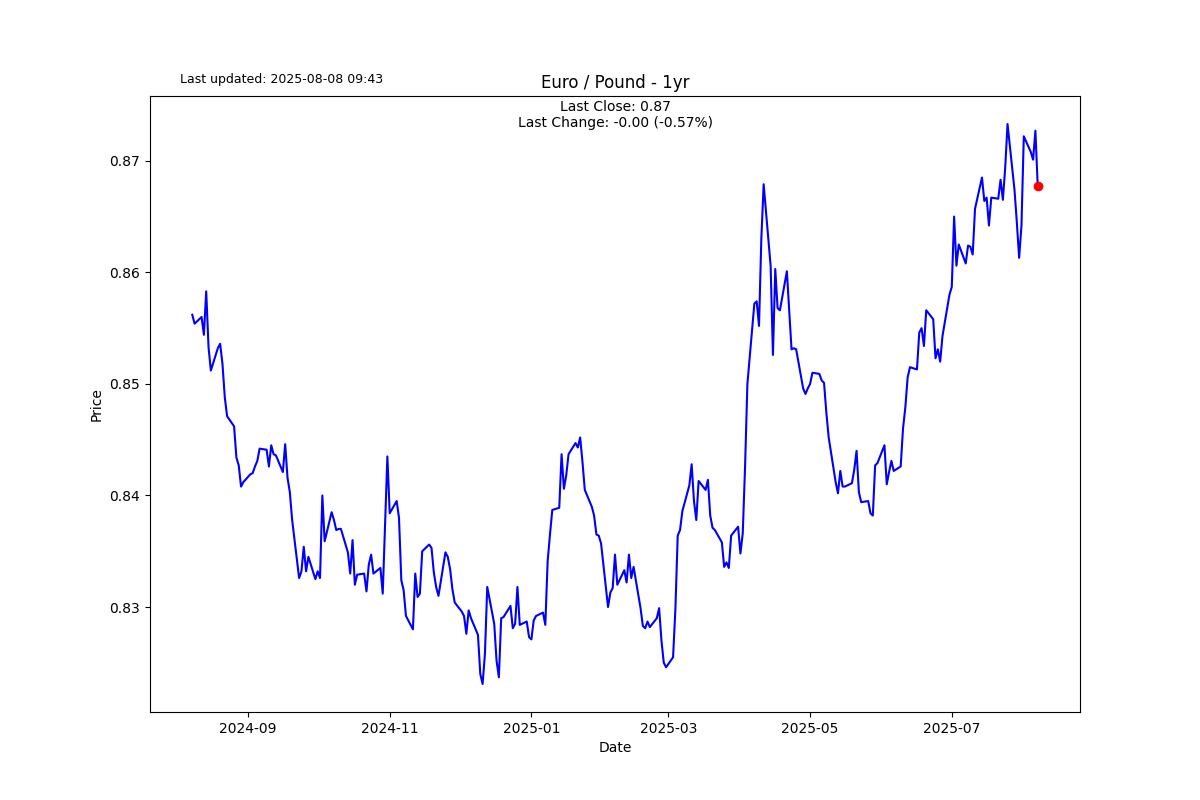 Last updated: 2025-08-08 09:43
Euro / Pound - 1yr
Last Close: 0.87
Last Change: -0.00 (-0.57%)
Price
0.87
0.86
0.85
0.84
0.83
2024-09 2024-11 2025-01 2025-03 2025-05 2025-07
Date